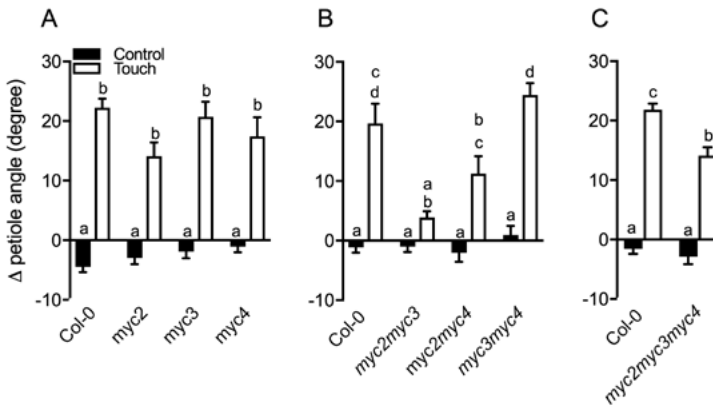 A
B
C
Control
Touch
Δ petiole angle (degree)
30
20
10
0
-10
a
b
a
b
a
b
a
b
Col-0
myc2
myc3
myc4
30
20
10
0
-10
a
c
d
a
a
b
a
b
c
a
d
Col-0
myc2myc3
myc2myc4
myc3myc4
30
20
10
0
-10
a
c
a
b
Col-0
myc2myc3myc4